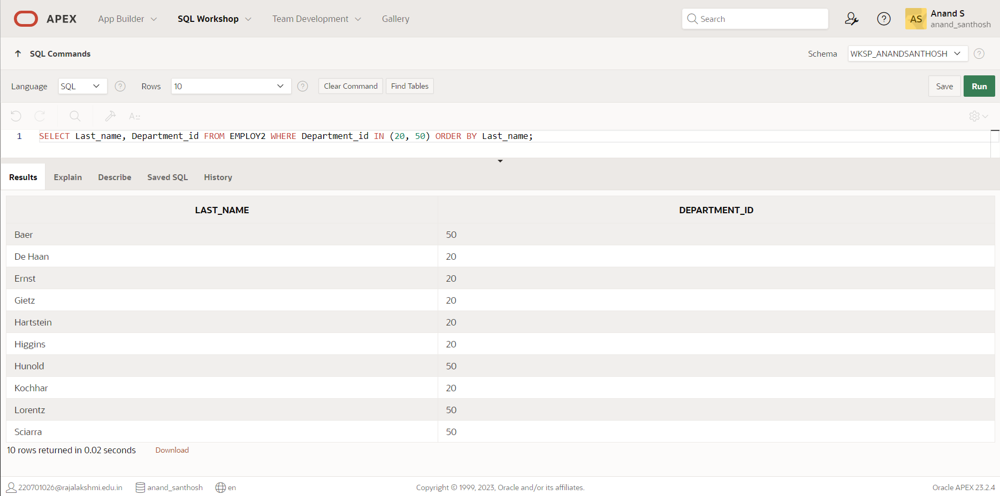 APEX App Builder SQL Workshop Team Development Gallery Search AS Anand S
anand_santhosh
SQL Commands Schema WKSP_ANANDSANTHOSH ?
Language SQL ? Rows 10 ? Clear Command Find Tables Save Run
A
1 SELECT Last_name, Department_id FROM EMPLOY2 WHERE Department_id IN (20, 50) ORDER BY Last_name;
Results Explain Describe Saved SQL History
LAST_NAME DEPARTMENT_ID
Baer 50
De Haan 20
Ernst 20
Gietz 20
Hartstein 20
Higgins 20
Hunold 50
Kochhar 20
Lorentz 50
Sciarra 50
10 rows returned in 0.02 seconds Download
220701026@rajalakshmi.edu.in anand_santhosh en Copyright © 1999, 2023, Oracle and/or its affiliates. Oracle APEX 23.2.4